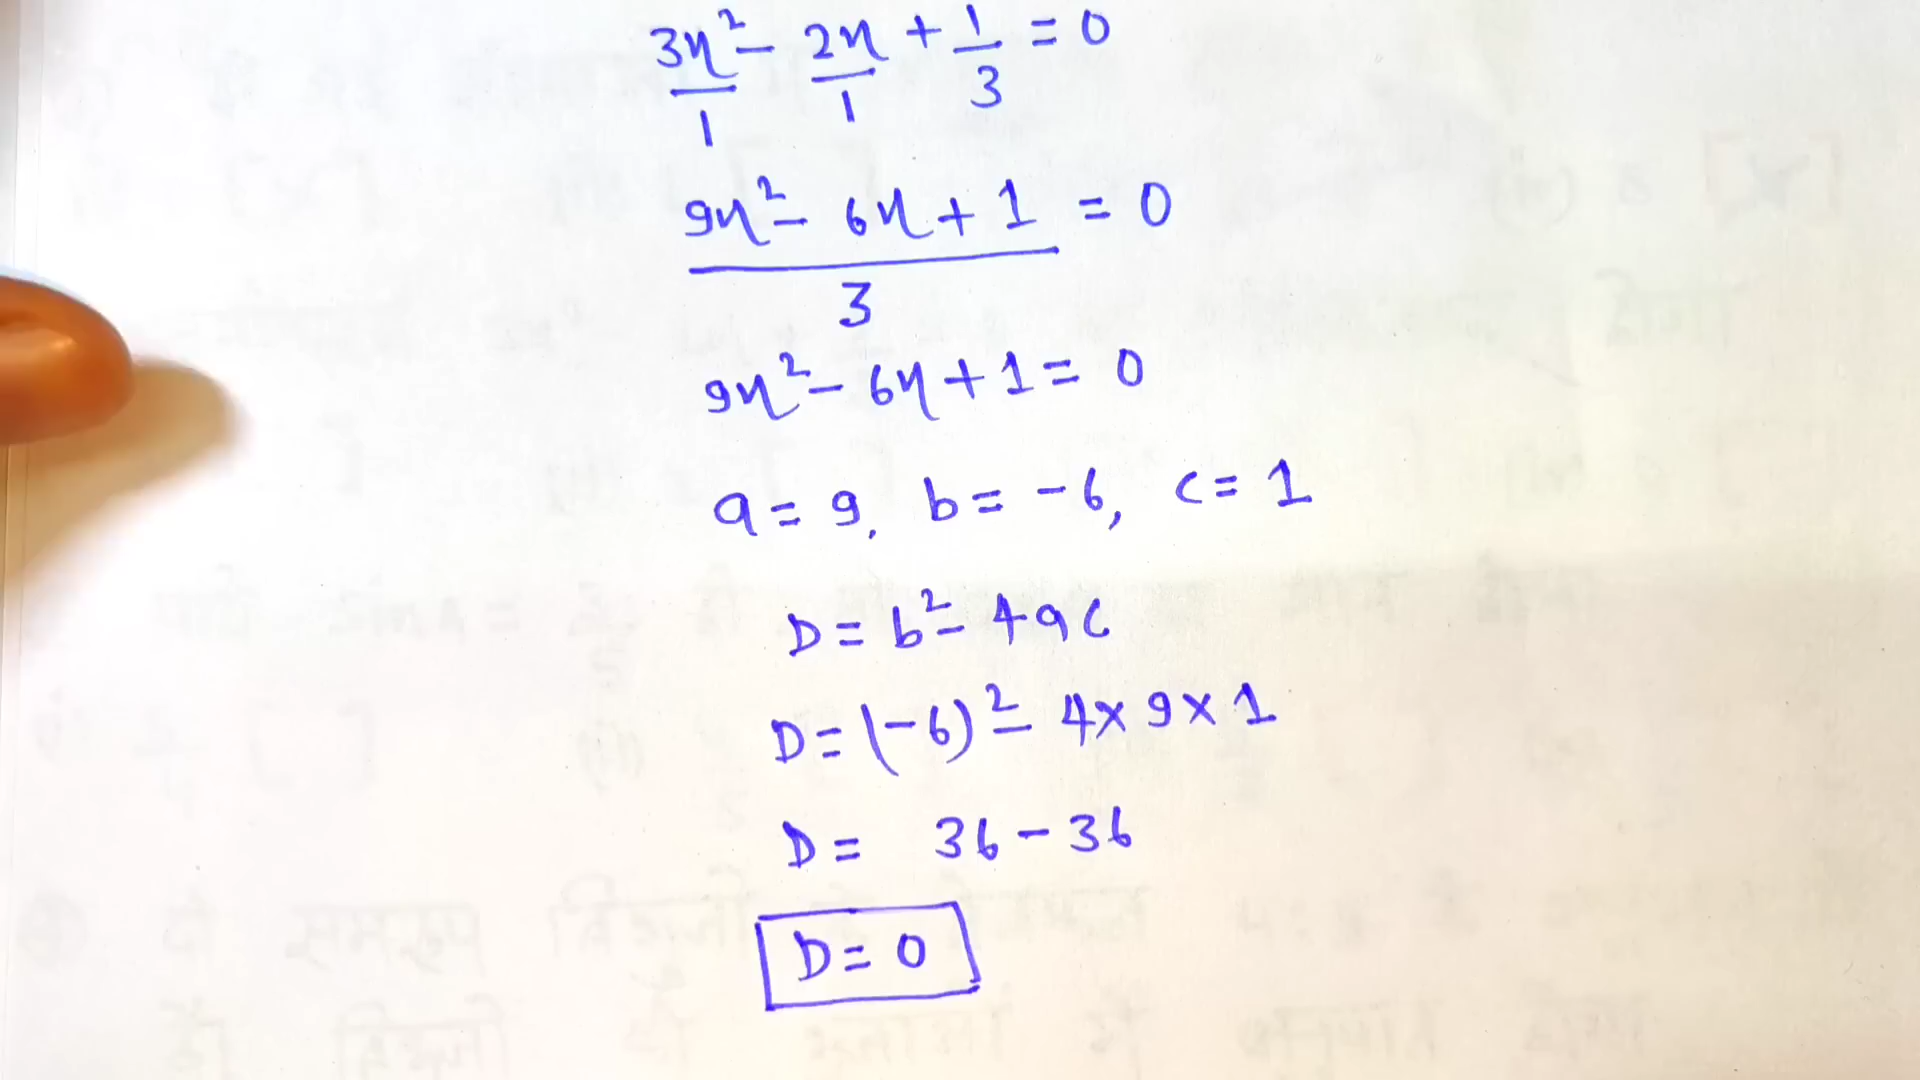 3x²/1 - 2x/1 + 1/3 = 0
9x² - 6x + 1 / 3 = 0
9x² - 6x + 1 = 0
a = 9, b = -6, c = 1
D = b² - 4ac
D = (-6)² - 4 × 9 × 1
D = 36 - 36
D = 0